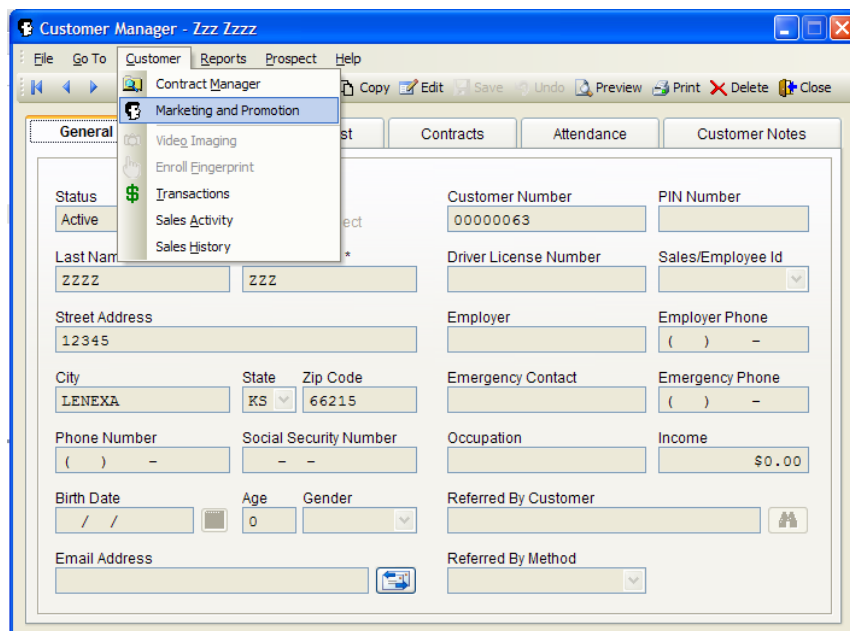 Customer Manager - Zzz Zzzz
File Go To Customer Reports Prospect Help
Copy Edit Save Undo Preview Print Delete Close
Contract Manager
Marketing and Promotion
Video Imaging
Enroll Fingerprint
Transactions
Sales Activity
Sales History
General Contracts Attendance Customer Notes
Status Customer Number PIN Number
Active 00000063
Last Nam * Driver License Number Sales/Employee Id
ZZZZ ZZZ
Street Address Employer Employer Phone
12345 ( ) -
City State Zip Code Emergency Contact Emergency Phone
LENEXA KS 66215 ( ) -
Phone Number Social Security Number Occupation Income
( ) - - - $0.00
Birth Date Age Gender Referred By Customer
/ / 0
Email Address Referred By Method